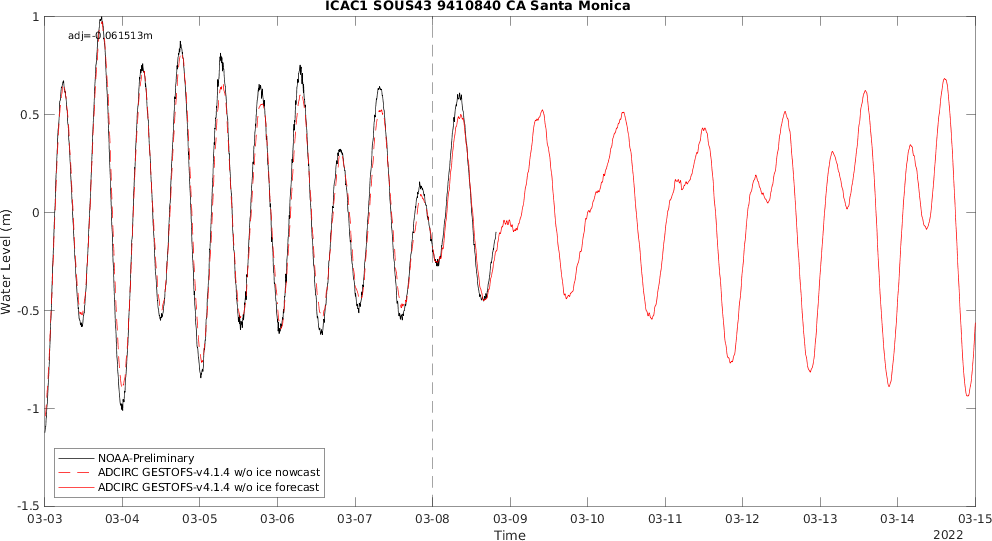 ICAC1 SOUS43 9410840 CA Santa Monica
adj=-0.061513m
1
0.5
0
-0.5
-1
-1.5
Water Level (m)
NOAA-Preliminary
ADCIRC GESTOFS-v4.1.4 w/o ice nowcast
ADCIRC GESTOFS-v4.1.4 w/o ice forecast
03-03 03-04 03-05 03-06 03-07 03-08 03-09 03-10 03-11 03-12 03-13 03-14 03-15
Time
2022